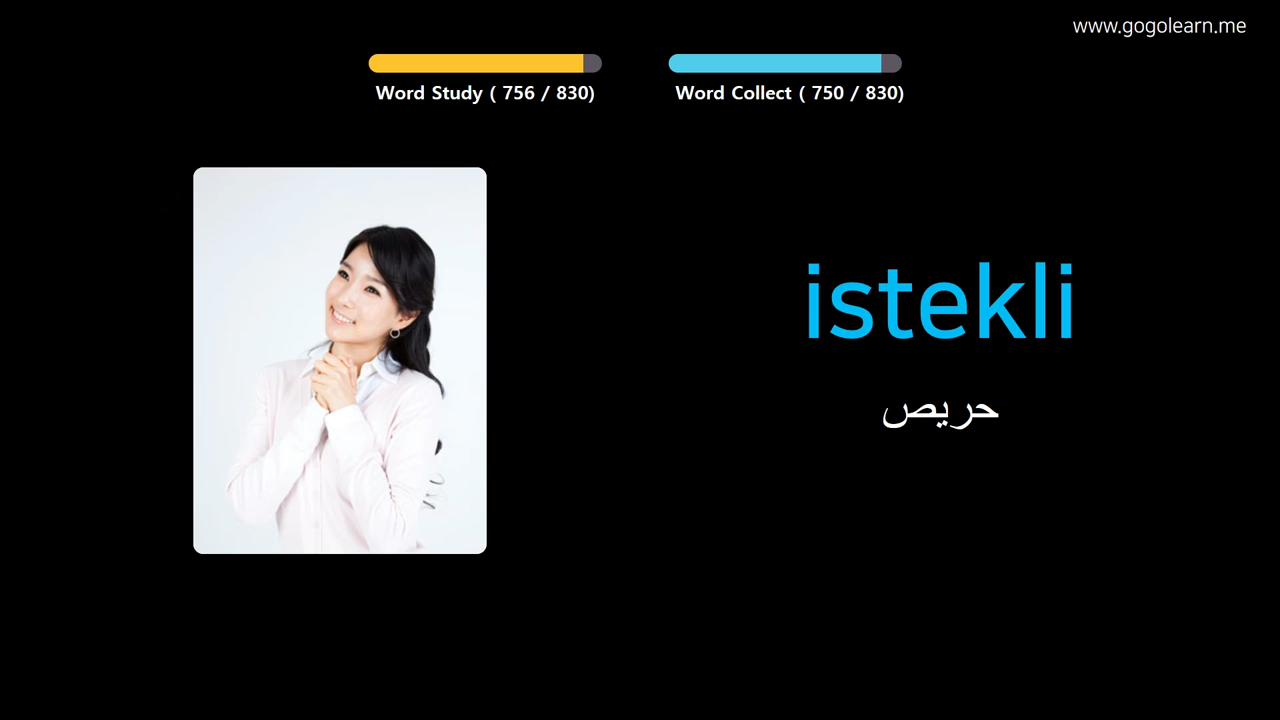 www.gogolearn.me
Word Study ( 756 / 830)
Word Collect ( 750 / 830)
istekli
حريص